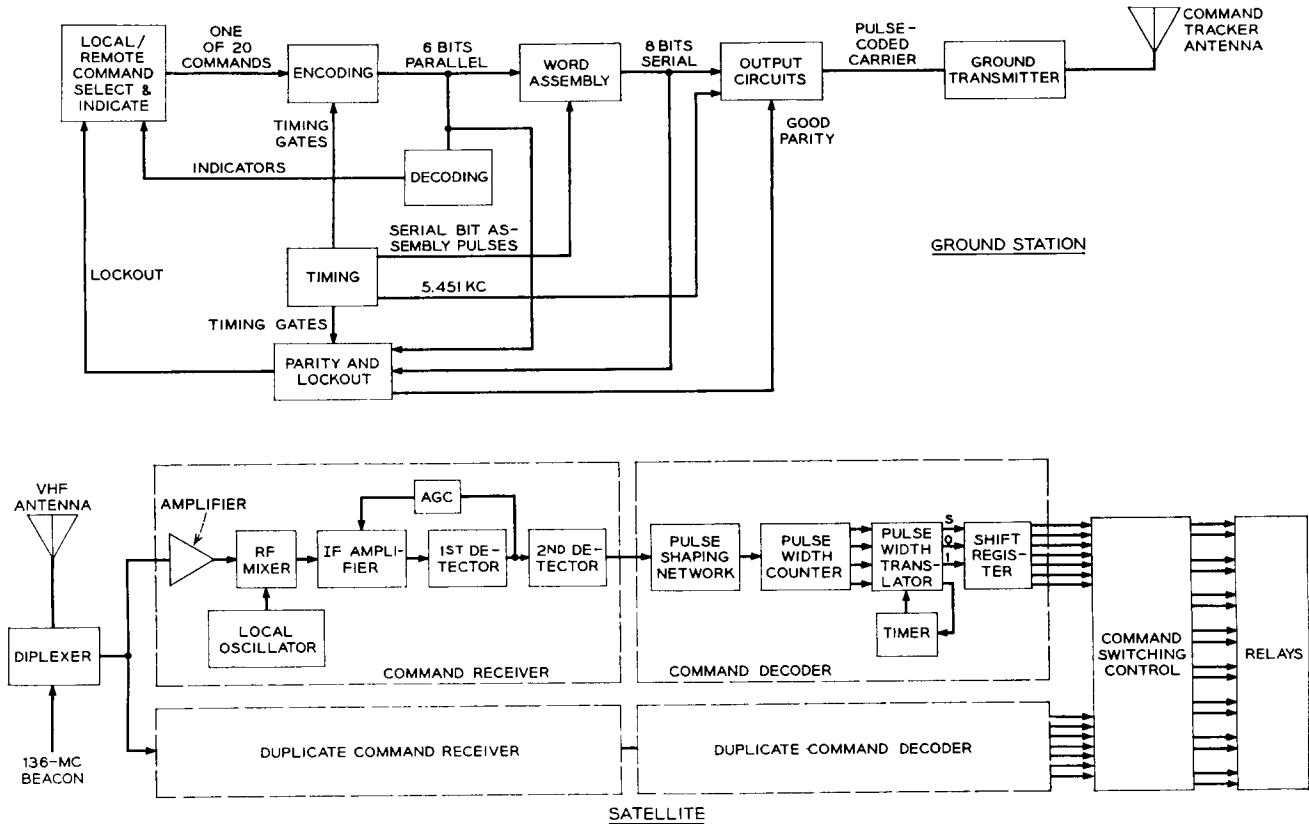 LOCAL/
REMOTE
COMMAND
SELECT &
INDICATE
ONE
OF 20
COMMANDS
ENCODING
6 BITS
PARALLEL
WORD
ASSEMBLY
8 BITS
SERIAL
OUTPUT
CIRCUITS
PULSE-
CODED
CARRIER
GROUND
TRANSMITTER
COMMAND
TRACKER
ANTENNA
TIMING
GATES
GOOD
PARITY
INDICATORS
DECODING
SERIAL BIT AS-
SEMBLY PULSES
GROUND STATION
LOCKOUT
TIMING
5.451 KC
TIMING GATES
PARITY AND
LOCKOUT
VHF
ANTENNA
AMPLIFIER
AGC
RF
MIXER
IF AMPLI-
FIER
1ST DE-
TECTOR
2ND DE-
TECTOR
PULSE
SHAPING
NETWORK
PULSE
WIDTH
COUNTER
PULSE
WIDTH
TRANS-
LATOR
S
0
1
SHIFT
REGIS-
TER
LOCAL
OSCILLATOR
TIMER
DIPLEXER
COMMAND RECEIVER
COMMAND DECODER
COMMAND
SWITCHING
CONTROL
RELAYS
136-MC
BEACON
DUPLICATE COMMAND RECEIVER
DUPLICATE COMMAND DECODER
SATELLITE